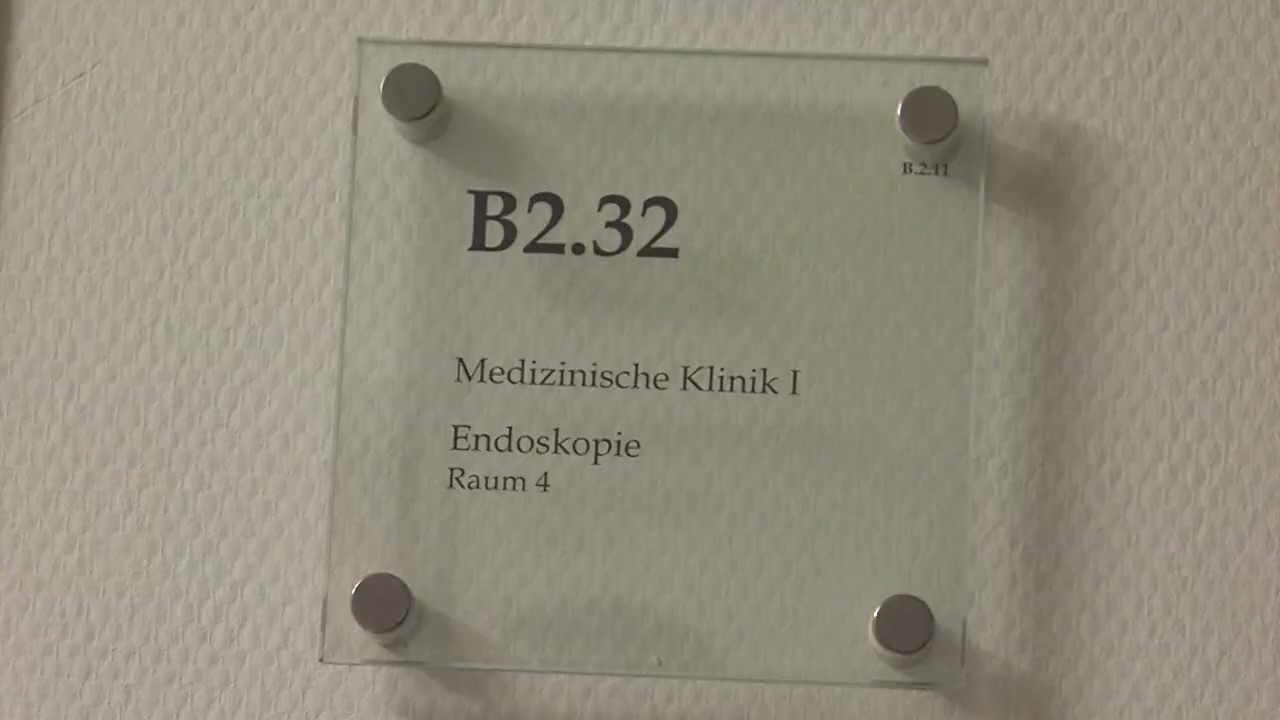 B.2.11
B2.32
Medizinische Klinik I
Endoskopie
Raum 4